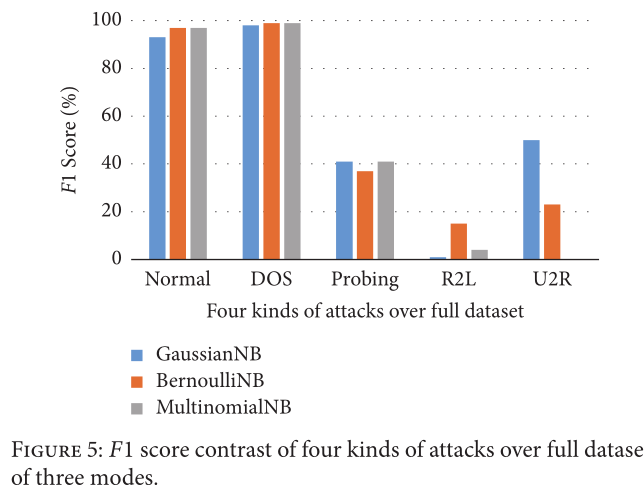 100
80
60
40
20
0
F1 Score (%)
Normal DOS Probing R2L U2R
Four kinds of attacks over full dataset
GaussianNB
BernoulliNB
MultinomialNB
FIGURE 5: F1 score contrast of four kinds of attacks over full datase
of three modes.